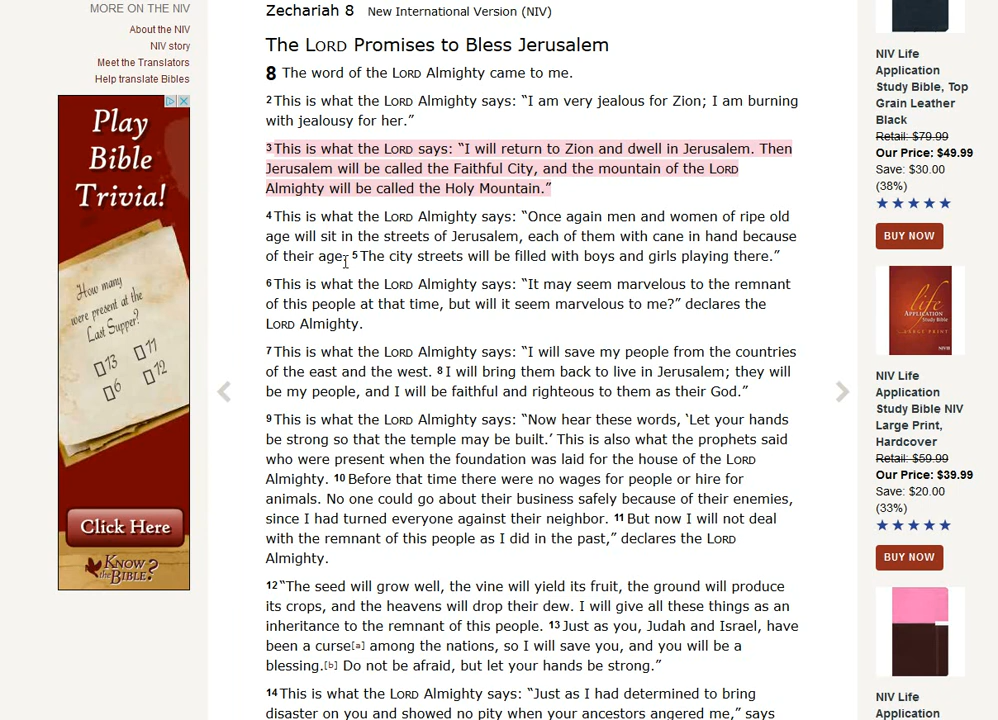 MORE ON THE NIV
About the NIV
NIV story
Meet the Translators
Help translate Bibles
Play
Bible
Trivia!
How many
were present at the
Last Supper?
13
11
6
12
Click Here
KNOW
THE BIBLE?
Zechariah 8 New International Version (NIV)
The LORD Promises to Bless Jerusalem
8 The word of the LORD Almighty came to me.
2 This is what the LORD Almighty says: “I am very jealous for Zion; I am burning
with jealousy for her.”
3 This is what the LORD says: “I will return to Zion and dwell in Jerusalem. Then
Jerusalem will be called the Faithful City, and the mountain of the LORD
Almighty will be called the Holy Mountain.”
4 This is what the LORD Almighty says: “Once again men and women of ripe old
age will sit in the streets of Jerusalem, each of them with cane in hand because
of their age. 5 The city streets will be filled with boys and girls playing there.”
6 This is what the LORD Almighty says: “It may seem marvelous to the remnant
of this people at that time, but will it seem marvelous to me?” declares the
LORD Almighty.
7 This is what the LORD Almighty says: “I will save my people from the countries
of the east and the west. 8 I will bring them back to live in Jerusalem; they will
be my people, and I will be faithful and righteous to them as their God.”
9 This is what the LORD Almighty says: “Now hear these words, ‘Let your hands
be strong so that the temple may be built.’ This is also what the prophets said
who were present when the foundation was laid for the house of the LORD
Almighty. 10 Before that time there were no wages for people or hire for
animals. No one could go about their business safely because of their enemies,
since I had turned everyone against their neighbor. 11 But now I will not deal
with the remnant of this people as I did in the past,” declares the LORD
Almighty.
12 “The seed will grow well, the vine will yield its fruit, the ground will produce
its crops, and the heavens will drop their dew. I will give all these things as an
inheritance to the remnant of this people. 13 Just as you, Judah and Israel, have
been a curse[a] among the nations, so I will save you, and you will be a
blessing.[b] Do not be afraid, but let your hands be strong.”
14 This is what the LORD Almighty says: “Just as I had determined to bring
disaster on you and showed no pity when your ancestors angered me,” says
NIV Life
Application
Study Bible, Top
Grain Leather
Black
Retail: $79.99
Our Price: $49.99
Save: $30.00
(38%)
BUY NOW
life
APPLICATION
Study Bible
LARGE PRINT
NIV
NIV Life
Application
Study Bible NIV
Large Print,
Hardcover
Retail: $59.99
Our Price: $39.99
Save: $20.00
(33%)
BUY NOW
NIV Life
Application